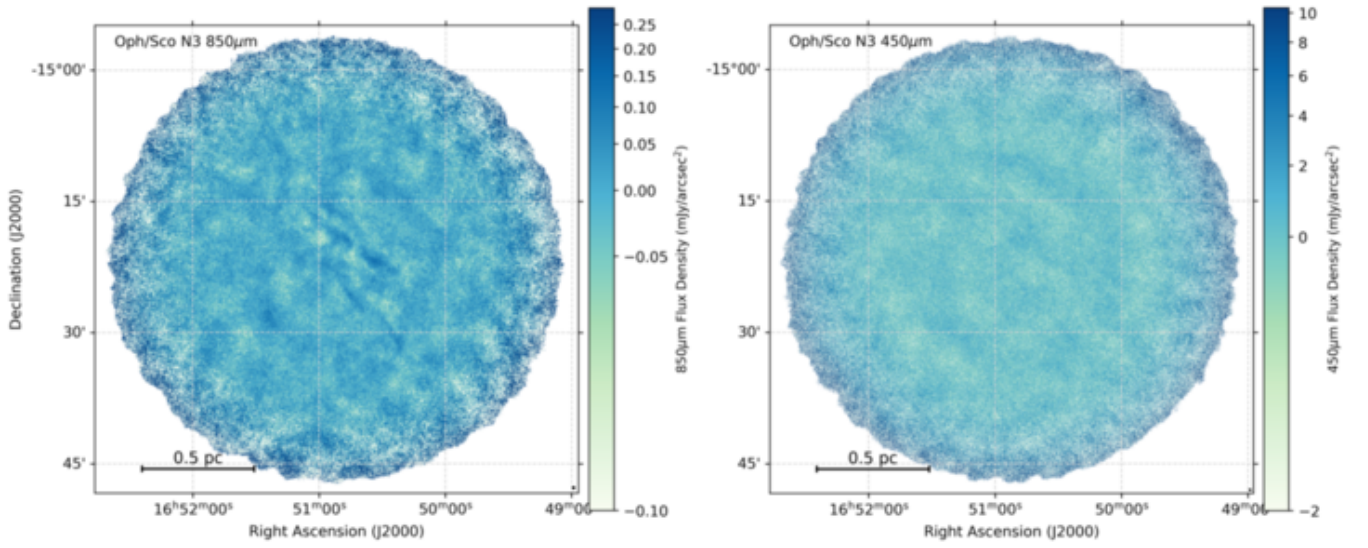 Oph/Sco N3 850μm
-15°00'
15'
30'
45'
Declination (J2000)
0.5 pc
16ʰ52ᵐ00ˢ 51ᵐ00ˢ 50ᵐ00ˢ
Right Ascension (J2000)
0.25
0.20
0.15
0.10
0.05
0.00
−0.05
−0.10
850μm Flux Density (mJy/arcsec²)
Oph/Sco N3 450μm
-15°00'
15'
30'
45'
0.5 pc
16ʰ52ᵐ00ˢ 51ᵐ00ˢ 50ᵐ00ˢ
Right Ascension (J2000)
10
8
6
4
2
0
−2
450μm Flux Density (mJy/arcsec²)